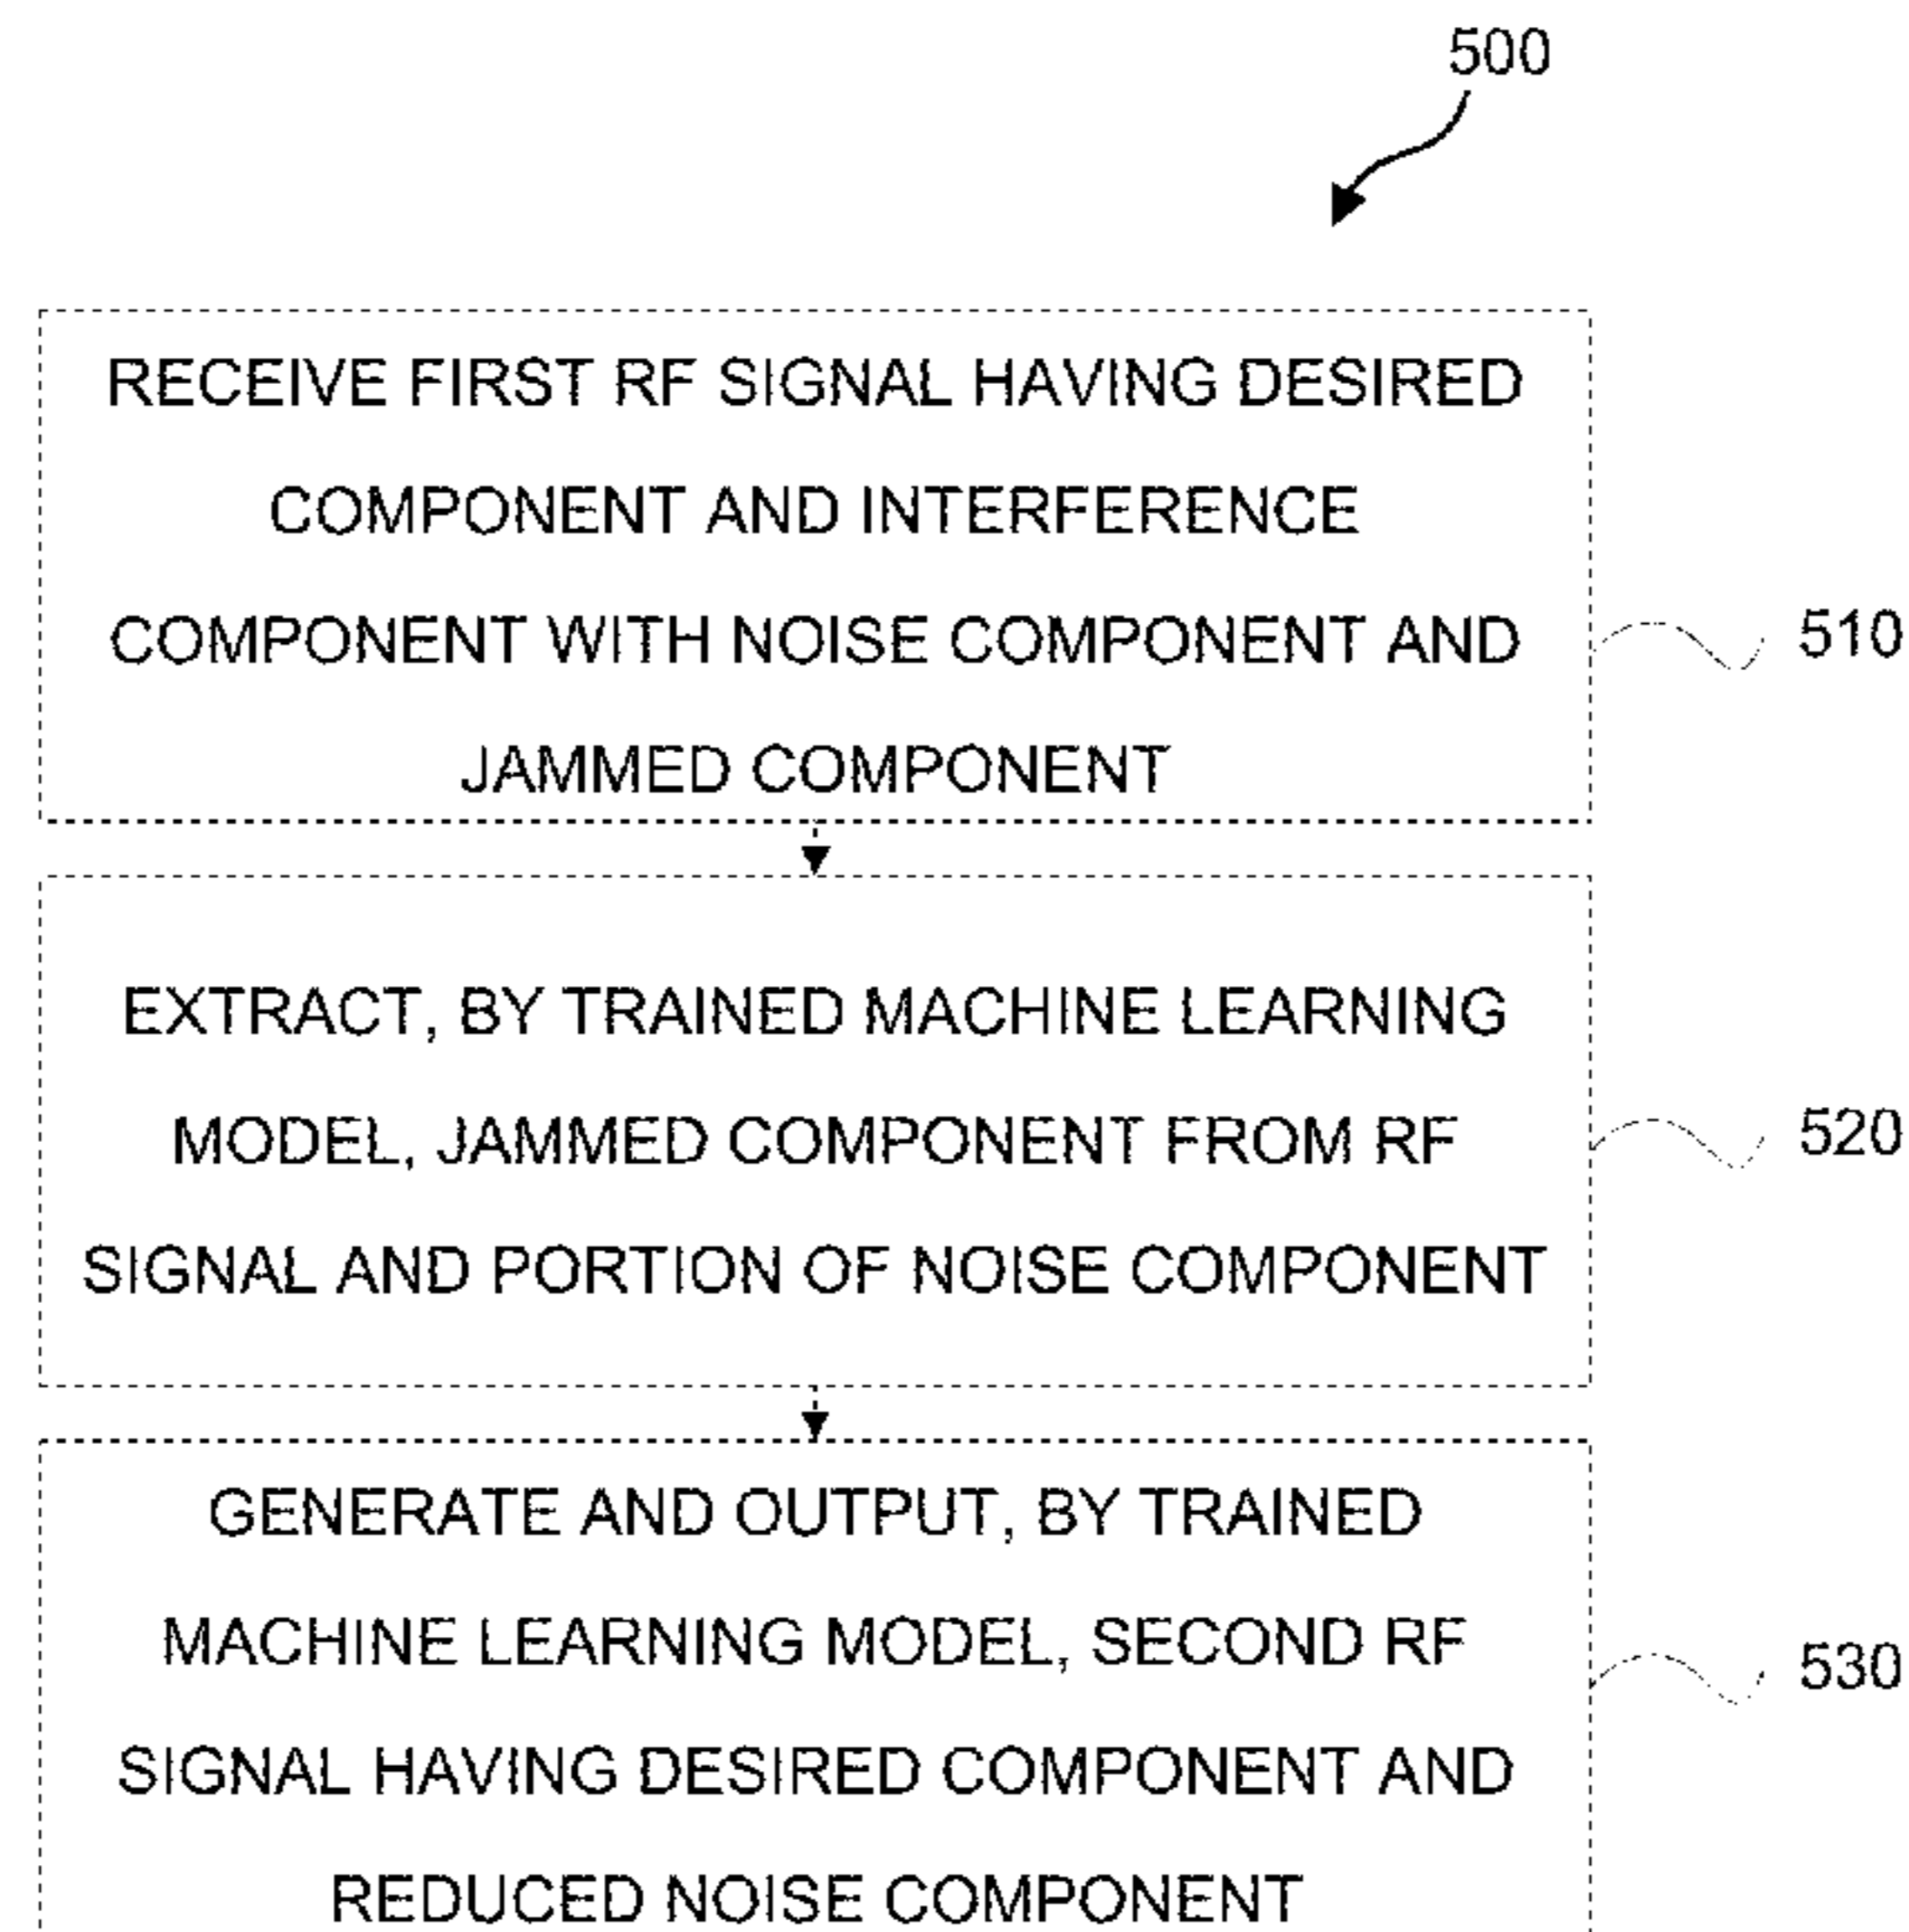 500
RECEIVE FIRST RF SIGNAL HAVING DESIRED
COMPONENT AND INTERFERENCE
COMPONENT WITH NOISE COMPONENT AND
JAMMED COMPONENT
510
EXTRACT, BY TRAINED MACHINE LEARNING
MODEL, JAMMED COMPONENT FROM RF
SIGNAL AND PORTION OF NOISE COMPONENT
520
GENERATE AND OUTPUT, BY TRAINED
MACHINE LEARNING MODEL, SECOND RF
SIGNAL HAVING DESIRED COMPONENT AND
REDUCED NOISE COMPONENT
530